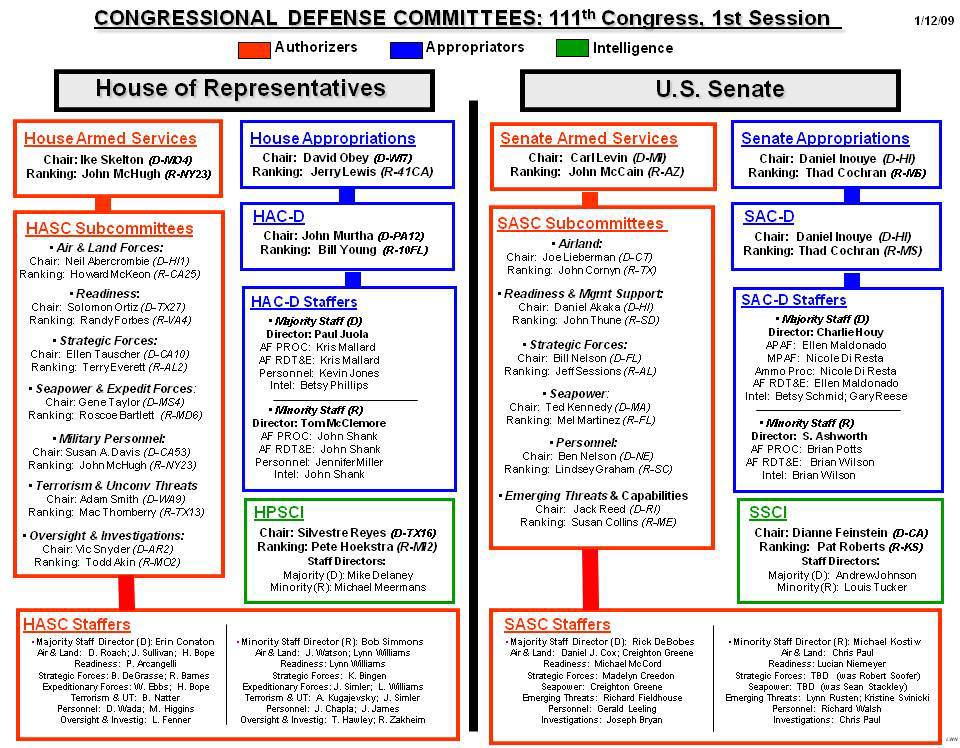 CONGRESSIONAL DEFENSE COMMITTEES: 111th Congress, 1st Session
1/12/09
Authorizers
Appropriators
Intelligence
House of Representatives
House Armed Services
Chair: Ike Skelton (D-MO4)
Ranking: John McHugh (R-NY23)
HASC Subcommittees
• Air & Land Forces:
Chair: Neil Abercrombie (D-HI1)
Ranking: Howard McKeon (R-CA25)
• Readiness:
Chair: Solomon Ortiz (D-TX27)
Ranking: Randy Forbes (R-VA4)
• Strategic Forces:
Chair: Ellen Tauscher (D-CA10)
Ranking: Terry Everett (R-AL2)
• Seapower & Expedit Forces:
Chair: Gene Taylor (D-MS4)
Ranking: Roscoe Bartlett (R-MD6)
• Military Personnel:
Chair: Susan A. Davis (D-CA53)
Ranking: John McHugh (R-NY23)
• Terrorism & Unconv Threats
Chair: Adam Smith (D-WA9)
Ranking: Mac Thornberry (R-TX13)
• Oversight & Investigations:
Chair: Vic Snyder (D-AR2)
Ranking: Todd Akin (R-MO2)
House Appropriations
Chair: David Obey (D-WI7)
Ranking: Jerry Lewis (R-41CA)
HAC-D
Chair: John Murtha (D-PA12)
Ranking: Bill Young (R-10FL)
HAC-D Staffers
• Majority Staff (D)
Director: Paul Juola
AF PROC: Kris Mallard
AF RDT&E: Kris Mallard
Personnel: Kevin Jones
Intel: Betsy Phillips
• Minority Staff (R)
Director: Tom McClemore
AF PROC: John Shank
AF RDT&E: John Shank
Personnel: Jennifer Miller
Intel: John Shank
HPSCI
Chair: Silvestre Reyes (D-TX16)
Ranking: Pete Hoekstra (R-MI2)
Staff Directors:
Majority (D): Mike Delaney
Minority (R): Michael Meermans
HASC Staffers
• Majority Staff Director (D): Erin Conaton
Air & Land: D. Roach; J. Sullivan; H. Bope
Readiness: P. Arcangelli
Strategic Forces: B. DeGrasse; R. Barnes
Expeditionary Forces: W. Ebbs; H. Bope
Terrorism & UT: B. Natter
Personnel: D. Wada; M. Higgins
Oversight & Investig: L. Fenner
• Minority Staff Director (R): Bob Simmons
Air & Land: J. Watson; Lynn Williams
Readiness: Lynn Williams
Strategic Forces: K. Bingen
Expeditionary Forces: J. Simler; L. Williams
Terrorism & UT: A. Kugajevsky; J. Simler
Personnel: J. Chapla; J. James
Oversight & Investig: T. Hawley; R. Zakheim
U.S. Senate
Senate Armed Services
Chair: Carl Levin (D-MI)
Ranking: John McCain (R-AZ)
SASC Subcommittees
• Airland:
Chair: Joe Lieberman (D-CT)
Ranking: John Cornyn (R-TX)
• Readiness & Mgmt Support:
Chair: Daniel Akaka (D-HI)
Ranking: John Thune (R-SD)
• Strategic Forces:
Chair: Bill Nelson (D-FL)
Ranking: Jeff Sessions (R-AL)
• Seapower:
Chair: Ted Kennedy (D-MA)
Ranking: Mel Martinez (R-FL)
• Personnel:
Chair: Ben Nelson (D-NE)
Ranking: Lindsey Graham (R-SC)
• Emerging Threats & Capabilities
Chair: Jack Reed (D-RI)
Ranking: Susan Collins (R-ME)
Senate Appropriations
Chair: Daniel Inouye (D-HI)
Ranking: Thad Cochran (R-MS)
SAC-D
Chair: Daniel Inouye (D-HI)
Ranking: Thad Cochran (R-MS)
SAC-D Staffers
• Majority Staff (D)
Director: Charlie Houy
APAF: Ellen Maldonado
MPAF: Nicole Di Resta
Ammo Proc: Nicole Di Resta
AF RDT&E: Ellen Maldonado
Intel: Betsy Schmid; Gary Reese
• Minority Staff (R)
Director: S. Ashworth
AF PROC: Brian Potts
AF RDT&E: Brian Wilson
Intel: Brian Wilson
SSCI
Chair: Dianne Feinstein (D-CA)
Ranking: Pat Roberts (R-KS)
Staff Directors:
Majority (D): Andrew Johnson
Minority (R): Louis Tucker
SASC Staffers
• Majority Staff Director (D): Rick DeBobes
Air & Land: Daniel J. Cox; Creighton Greene
Readiness: Michael McCord
Strategic Forces: Madelyn Creedon
Seapower: Creighton Greene
Emerging Threats: Richard Fieldhouse
Personnel: Gerald Leeling
Investigations: Joseph Bryan
• Minority Staff Director (R): Michael Kostiw
Air & Land: Chris Paul
Readiness: Lucian Niemeyer
Strategic Forces: TBD (was Robert Soofer)
Seapower: TBD (was Sean Stackley)
Emerging Threats: Lynn Rusten; Kristine Svinicki
Personnel: Richard Walsh
Investigations: Chris Paul